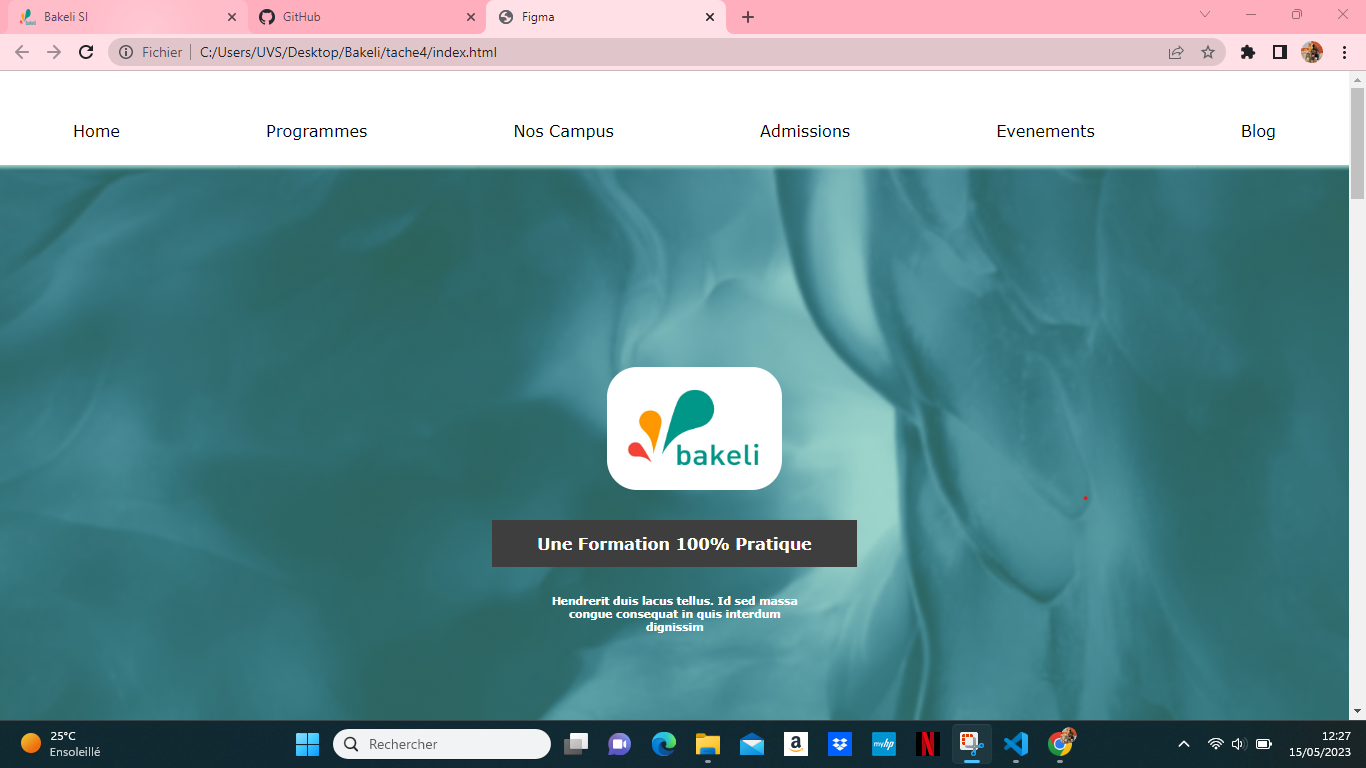 Bakeli SI
GitHub
Figma
Fichier
C:/Users/UVS/Desktop/Bakeli/tache4/index.html
Home
Programmes
Nos Campus
Admissions
Evenements
Blog
bakeli
Une Formation 100% Pratique
Hendrerit duis lacus tellus. Id sed massa
congue consequat in quis interdum
dignissim
25°C
Ensoleillé
Rechercher
a
myhp
N
12:27
15/05/2023